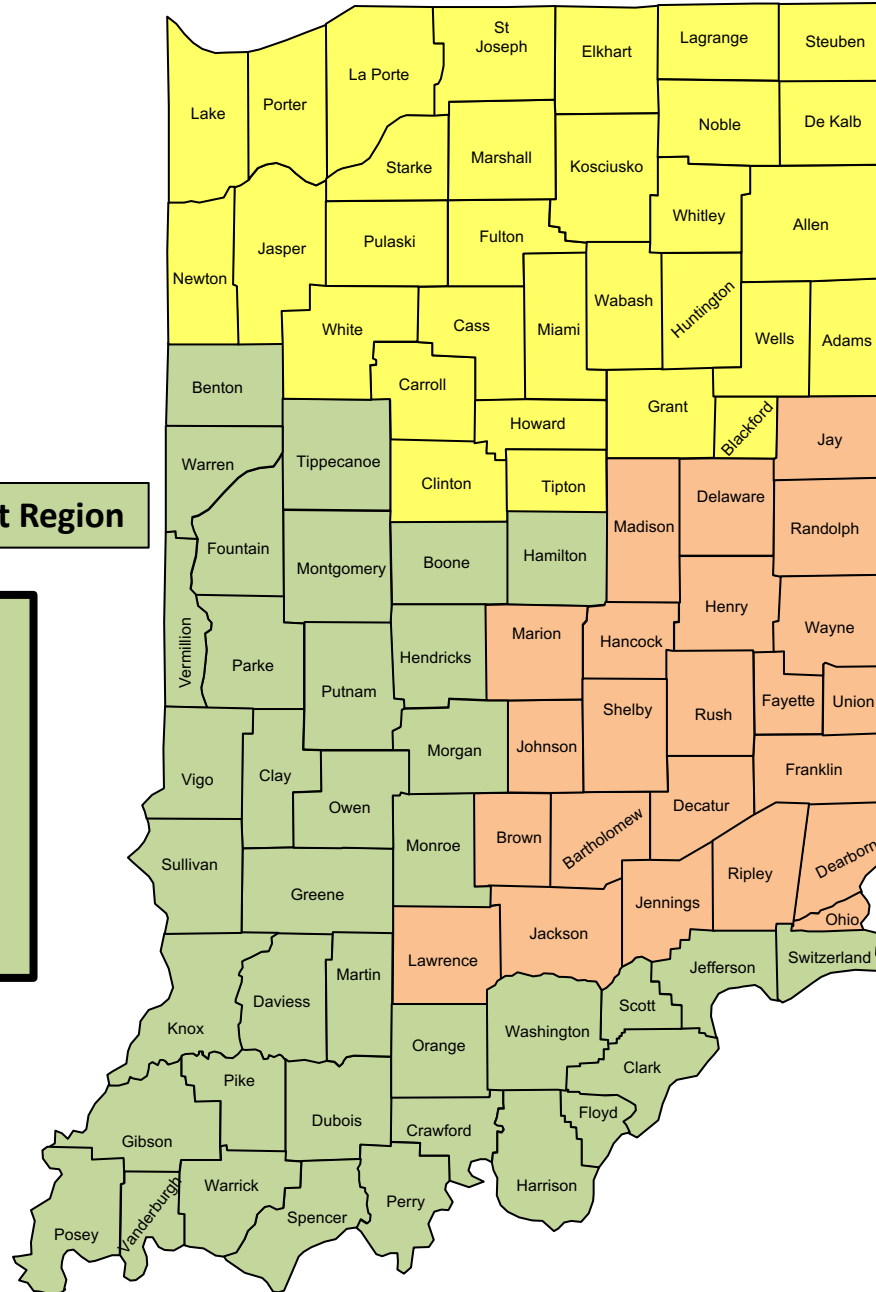 St
Joseph
Elkhart
Lagrange
Steuben
La Porte
Lake
Porter
Noble
De Kalb
Starke
Marshall
Kosciusko
Whitley
Allen
Newton
Jasper
Pulaski
Fulton
White
Cass
Miami
Wabash
Huntington
Wells
Adams
Benton
Carroll
Howard
Grant
Blackford
Jay
Warren
Tippecanoe
Clinton
Tipton
Madison
Delaware
Randolph
t Region
Fountain
Montgomery
Boone
Hamilton
Henry
Wayne
Vermillion
Parke
Putnam
Hendricks
Marion
Hancock
Shelby
Rush
Fayette
Union
Vigo
Clay
Owen
Morgan
Johnson
Franklin
Decatur
Sullivan
Greene
Monroe
Brown
Bartholomew
Jennings
Ripley
Dearborn
Ohio
Knox
Daviess
Martin
Lawrence
Jackson
Jefferson
Switzerland
Scott
Orange
Washington
Clark
Floyd
Pike
Gibson
Dubois
Crawford
Harrison
Posey
Vanderburgh
Warrick
Spencer
Perry